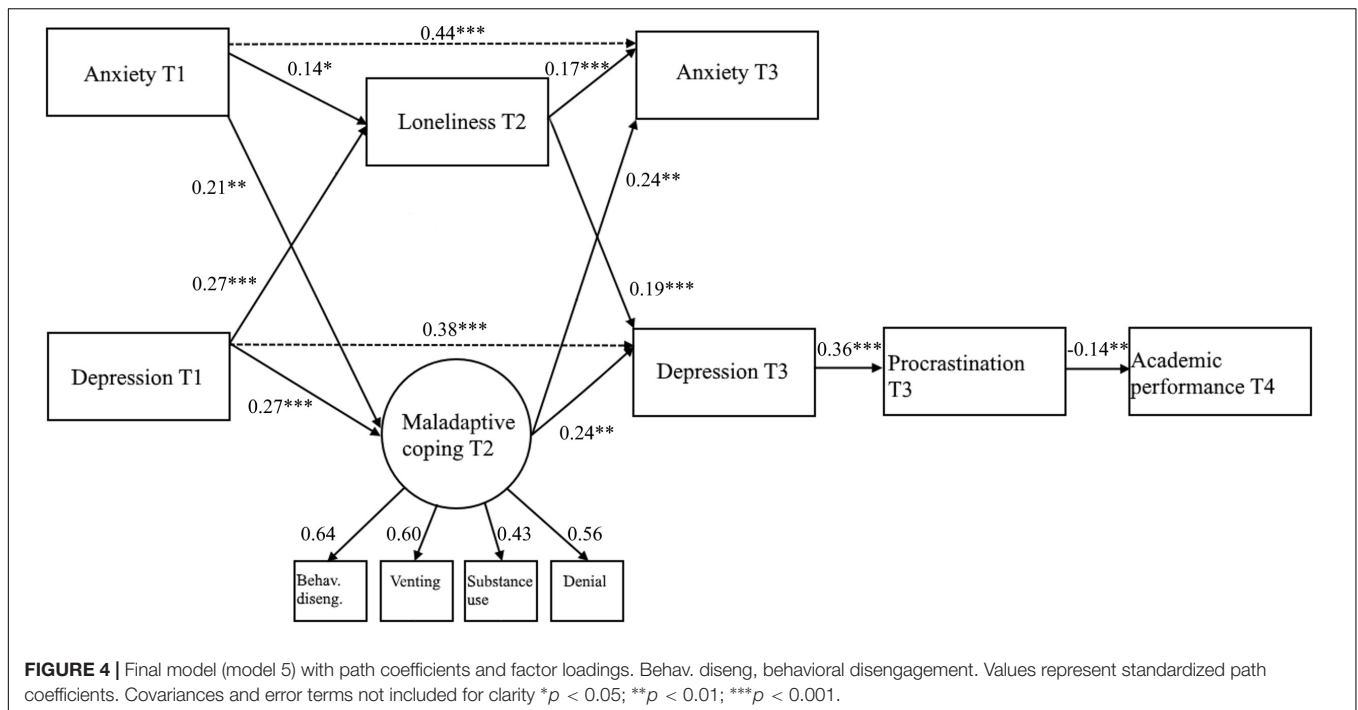 0.44***
Anxiety T1
0.14*
0.17***
Anxiety T3
Loneliness T2
0.21**
0.24**
0.27***
0.19***
0.38***
Depression T1
0.27***
Maladaptive
coping T2
0.24**
Depression T3
0.36***
Procrastination
T3
-0.14**
Academic
performance T4
0.64
0.60
0.43
0.56
Behav.
diseng.
Venting
Substance
use
Denial
FIGURE 4 | Final model (model 5) with path coefficients and factor loadings. Behav. diseng, behavioral disengagement. Values represent standardized path
coefficients. Covariances and error terms not included for clarity *p < 0.05; **p < 0.01; ***p < 0.001.